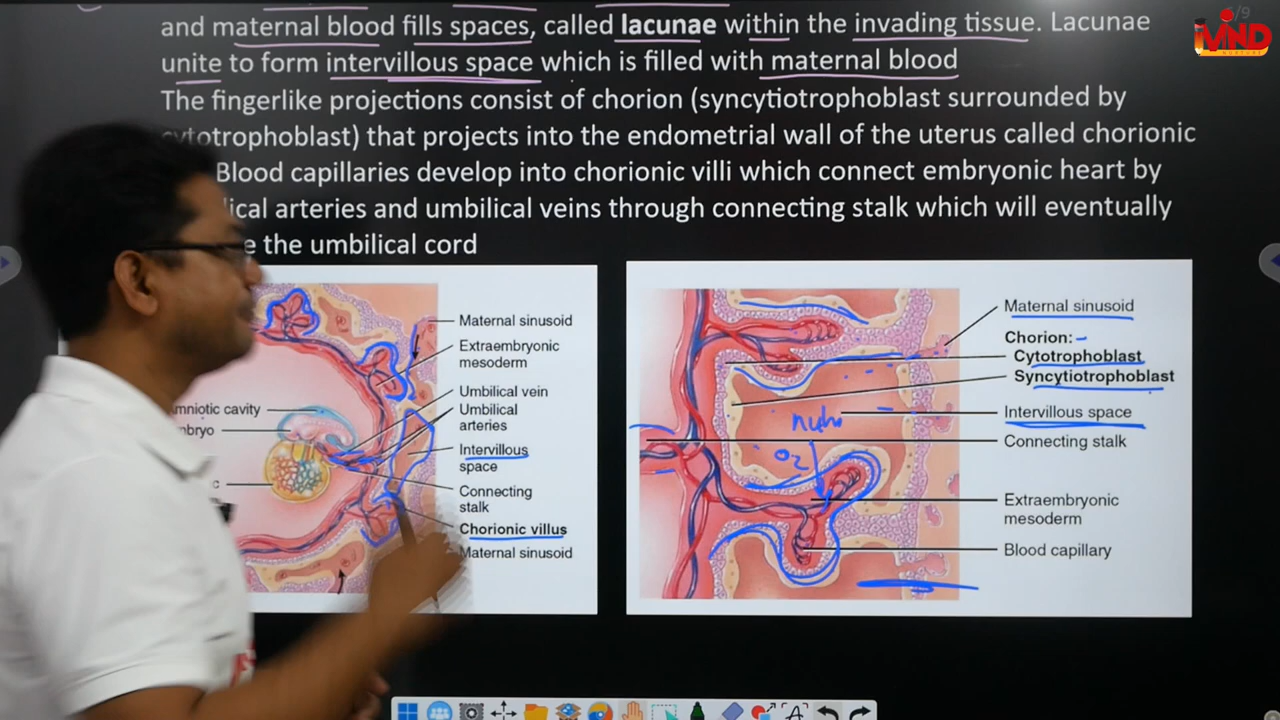 and maternal blood fills spaces, called lacunae within the invading tissue. Lacunae
unite to form intervillous space which is filled with maternal blood
The fingerlike projections consist of chorion (syncytiotrophoblast surrounded by
cytotrophoblast) that projects into the endometrial wall of the uterus called chorionic
Blood capillaries develop into chorionic villi which connect embryonic heart by
ical arteries and umbilical veins through connecting stalk which will eventually
e the umbilical cord
/9
MIND
Maternal sinusoid
Extraembryonic
mesoderm
Umbilical vein
Umbilical
arteries
Intervillous
space
Connecting
stalk
Chorionic villus
Maternal sinusoid
mniotic cavity
bryo
c
Maternal sinusoid
Chorion:-
Cytotrophoblast
Syncytiotrophoblast
Intervillous space
Connecting stalk
Extraembryonic
mesoderm
Blood capillary
O2